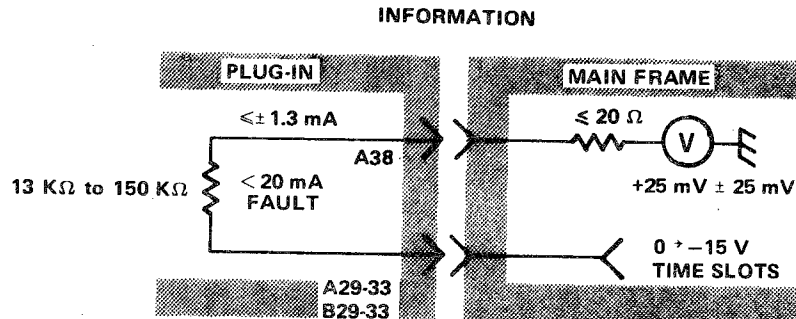 INFORMATION
PLUG-IN
MAIN FRAME
⩽± 1.3 mA
⩽ 20 Ω
A38
V
13 KΩ to 150 KΩ
< 20 mA
FAULT
+25 mV ± 25 mV
0 → −15 V
TIME SLOTS
A29-33
B29-33